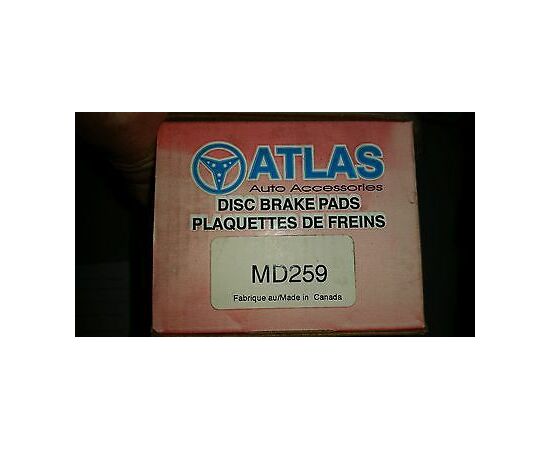 ATLAS
Auto Accessories
DISC BRAKE PADS
PLAQUETTES DE FREINS
MD259
Fabrique au/Made in Canada